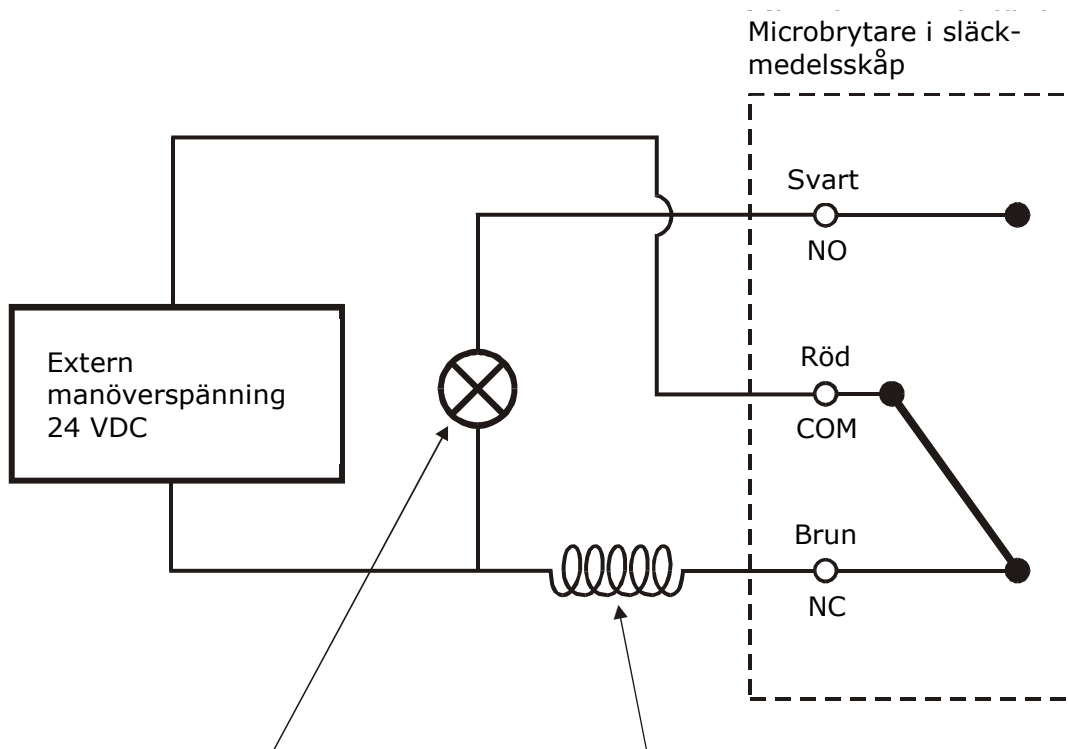 Microbrytare i släck-
medelsskåp
Svart
NO
Extern
manöverspänning
24 VDC
Röd
COM
Brun
NC